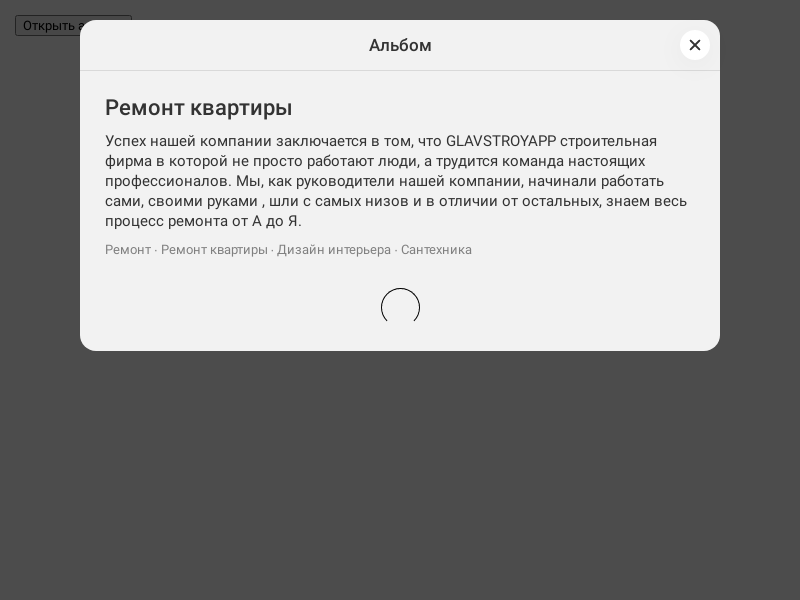 Открыть
Альбом
Ремонт квартиры
Успех нашей компании заключается в том, что GLAVSTROYAPP строительная
фирма в которой не просто работают люди, а трудится команда настоящих
профессионалов. Мы, как руководители нашей компании, начинали работать
сами, своими руками , шли с самых низов и в отличии от остальных, знаем весь
процесс ремонта от А до Я.
Ремонт · Ремонт квартиры · Дизайн интерьера · Сантехника